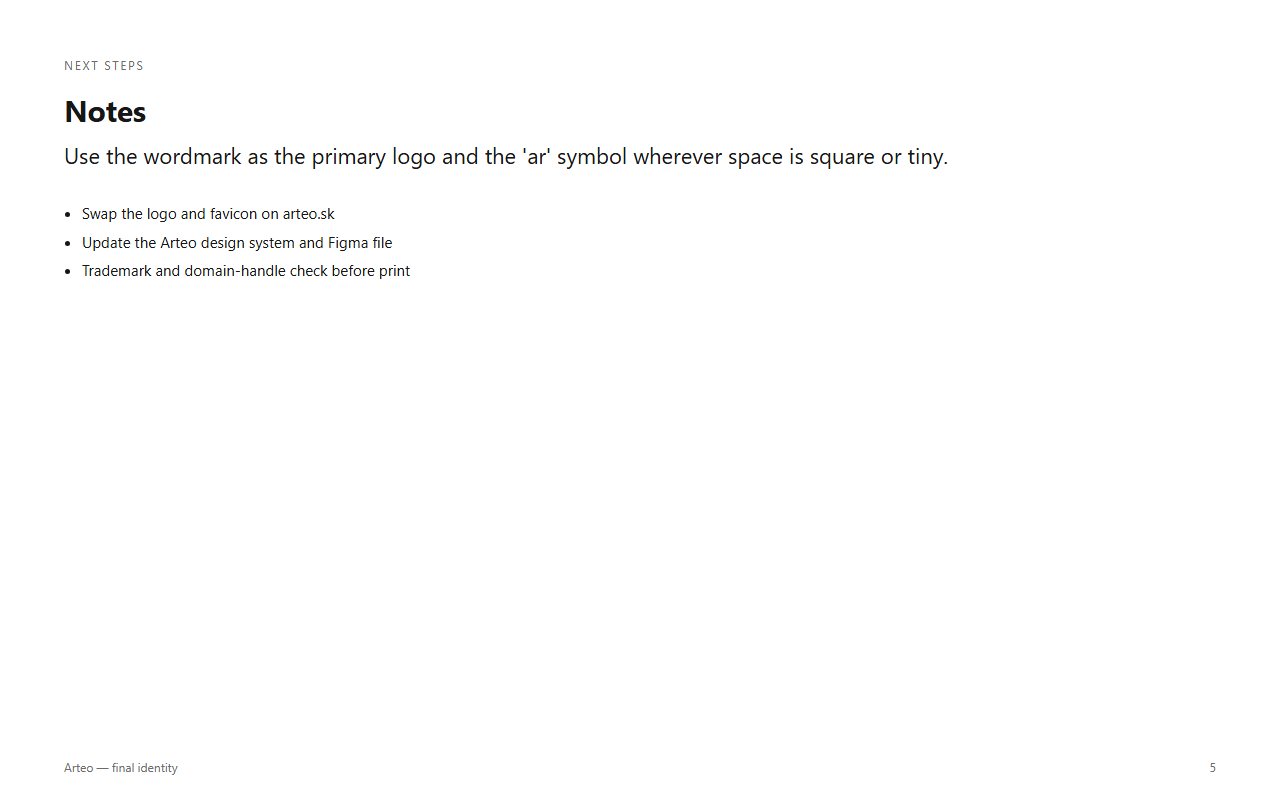 NEXT STEPS
Notes
Use the wordmark as the primary logo and the 'ar' symbol wherever space is square or tiny.
• Swap the logo and favicon on arteo.sk
• Update the Arteo design system and Figma file
• Trademark and domain-handle check before print
Arteo — final identity
5